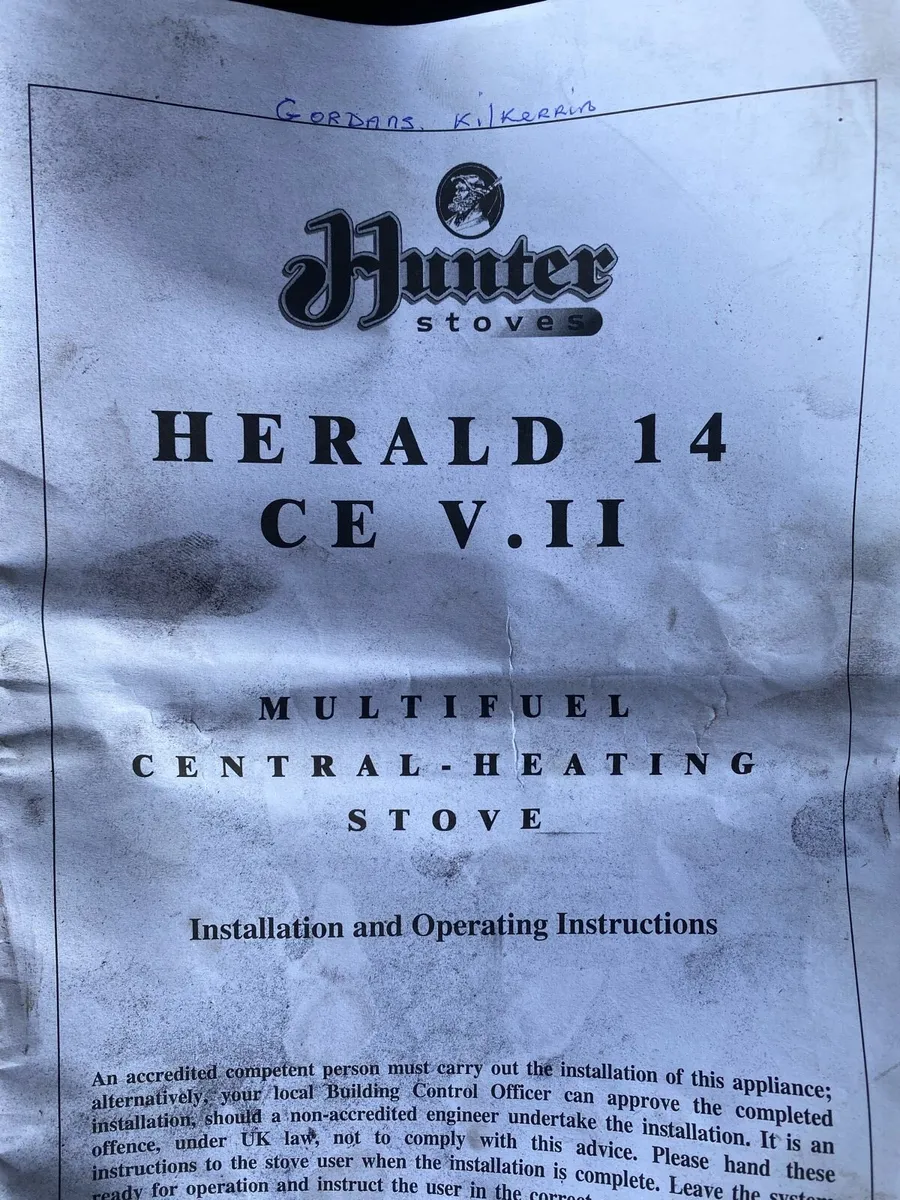 GORDANS. KilKERRIN
Hunter
stoves
HERALD 14
CE V.II
MULTIFUEL
CENTRAL-HEATING
STOVE
Installation and Operating Instructions
An accredited competent person must carry out the installation of this appliance;
alternatively, your local Building Control Officer can approve the completed
installation, should a non-accredited engineer undertake the installation. It is an
offence, under UK law, not to comply with this advice. Please hand these
instructions to the stove user when the installation is complete. Leave the
ready for operation and instruct the user in the